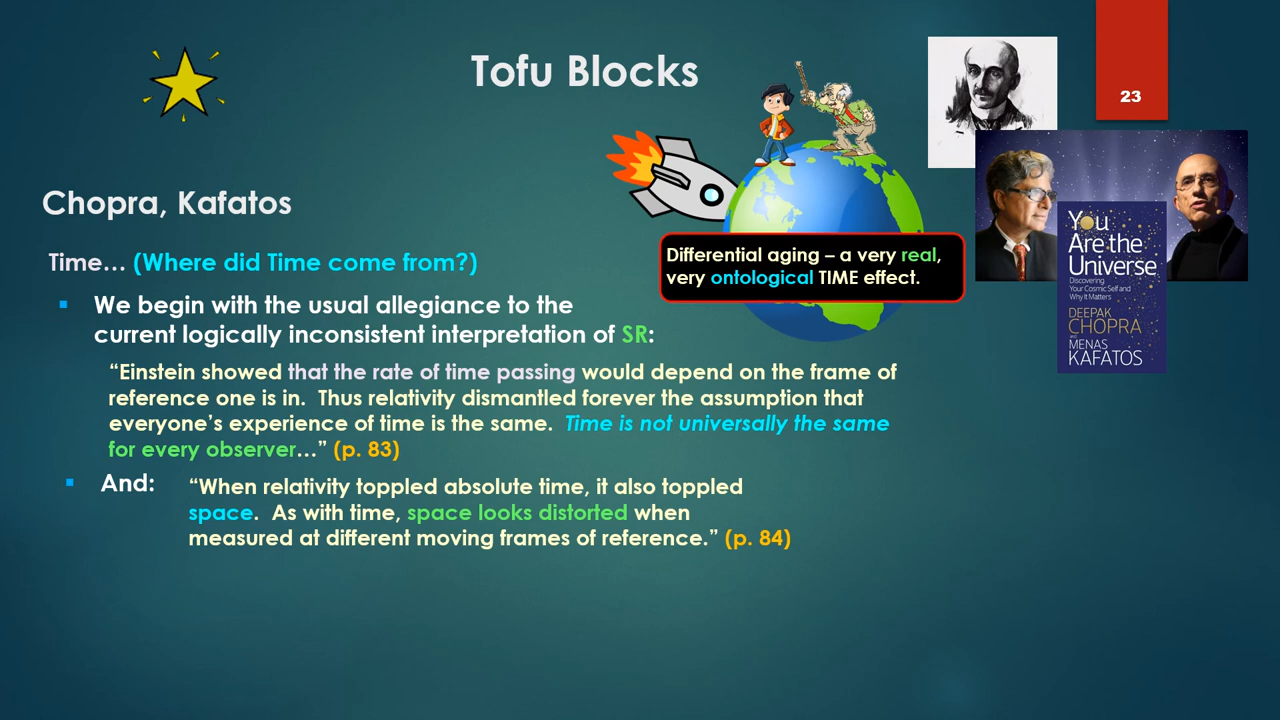 Tofu Blocks
23
Chopra, Kafatos
Time... (Where did Time come from?)
Differential aging – a very real,
very ontological TIME effect.
You
Are the
Universe
Discovering
Your Cosmic Self and
Why It Matters
DEEPAK
CHOPRA
AND
MENAS
KAFATOS
▪ We begin with the usual allegiance to the
current logically inconsistent interpretation of SR:
“Einstein showed that the rate of time passing would depend on the frame of
reference one is in.  Thus relativity dismantled forever the assumption that
everyone’s experience of time is the same.  Time is not universally the same
for every observer…” (p. 83)
▪ And:
“When relativity toppled absolute time, it also toppled
space.  As with time, space looks distorted when
measured at different moving frames of reference.” (p. 84)